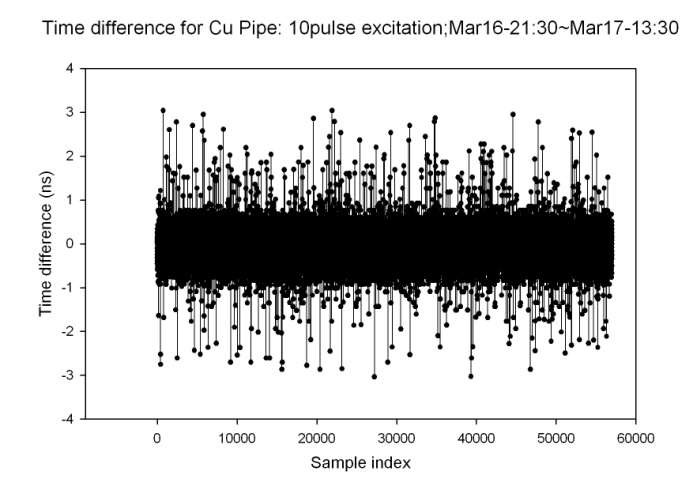 Time difference for Cu Pipe: 10pulse excitation;Mar16-21:30~Mar17-13:30
4
3
2
1
0
-1
-2
-3
-4
Time difference (ns)
0 10000 20000 30000 40000 50000 60000
Sample index